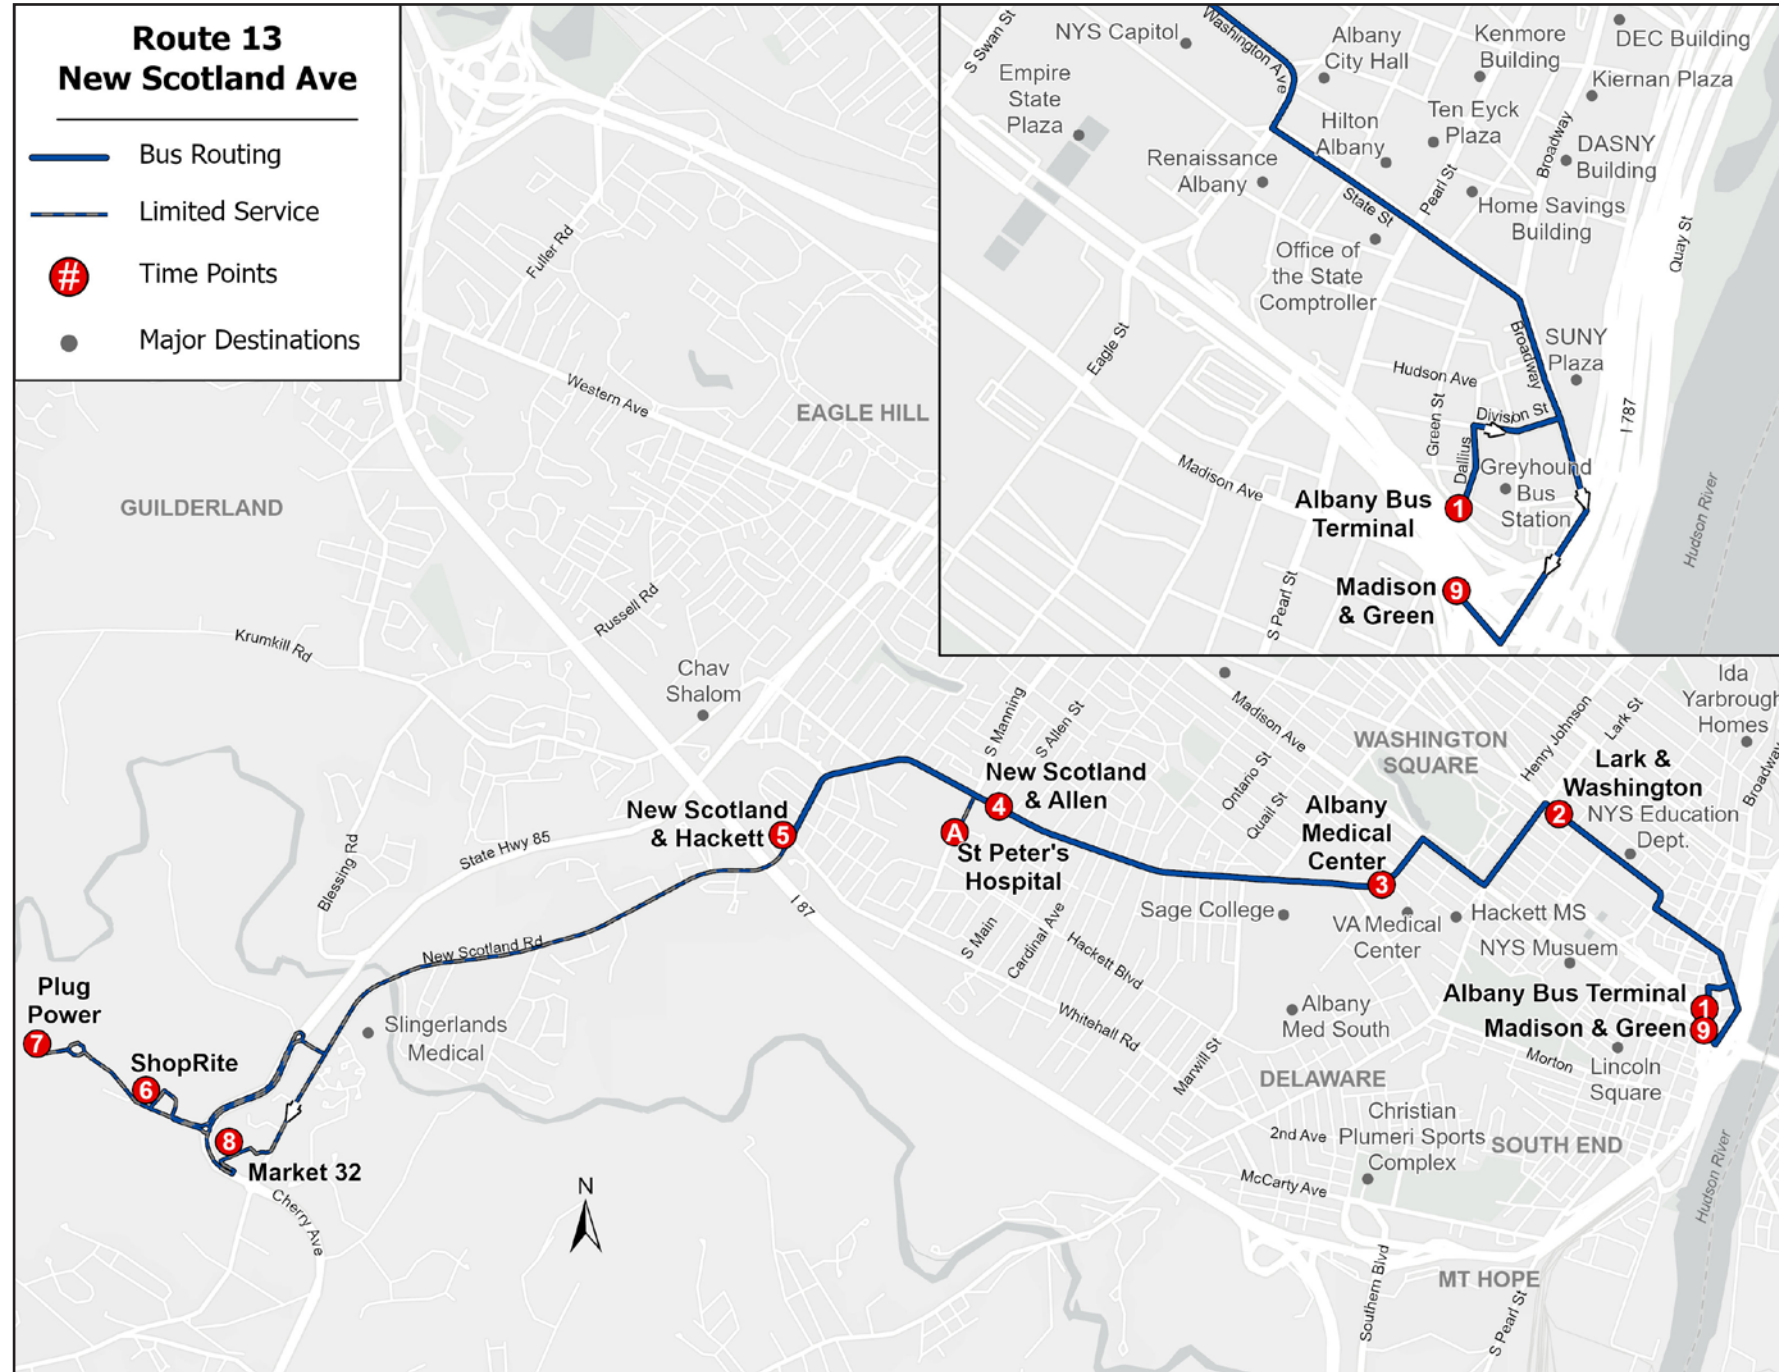 Route 13
New Scotland Ave
Bus Routing
Limited Service
#
Time Points
Major Destinations
S Swan St
NYS Capitol
Washington Ave
Albany
City Hall
Kenmore
Building
DEC Building
Kiernan Plaza
Empire
State
Plaza
Hilton
Albany
Ten Eyck
Plaza
Broadway
DASNY
Building
Renaissance
Albany
State St
Pearl St
Home Savings
Building
Office of
the State
Comptroller
Quay St
Eagle St
Broadway
SUNY
Plaza
Hudson Ave
Green St
Division St
I 787
Dallius
Madison Ave
Greyhound
Bus
Station
Albany Bus
Terminal
1
Hudson River
Madison
& Green
9
S Pearl St
Fuller Rd
Western Ave
EAGLE HILL
GUILDERLAND
Russell Rd
Krumkill Rd
Chav
Shalom
S Manning
S Allen St
Madison Ave
Ontario St
Quail St
WASHINGTON
SQUARE
Henry Johnson
Lark St
Ida
Yarbrough
Homes
Broadway
New Scotland
& Allen
4
Lark &
Washington
2
NYS Education
Dept.
New Scotland
& Hackett
5
A
St Peter's
Hospital
Albany
Medical
Center
3
State Hwy 85
Blessing Rd
I 87
Sage College
VA Medical
Center
Hackett MS
NYS Musuem
S Main
Cardinal Ave
Hackett Blvd
New Scotland Rd
Whitehall Rd
Albany
Med South
Albany Bus Terminal
1
Madison & Green
9
Plug
Power
7
Slingerlands
Medical
ShopRite
6
Marwill St
Morton
Lincoln
Square
DELAWARE
Christian
Plumeri Sports
Complex
2nd Ave
SOUTH END
8
Market 32
Cherry Ave
McCarty Ave
Hudson River
N
Southern Blvd
MT HOPE
S Pearl St